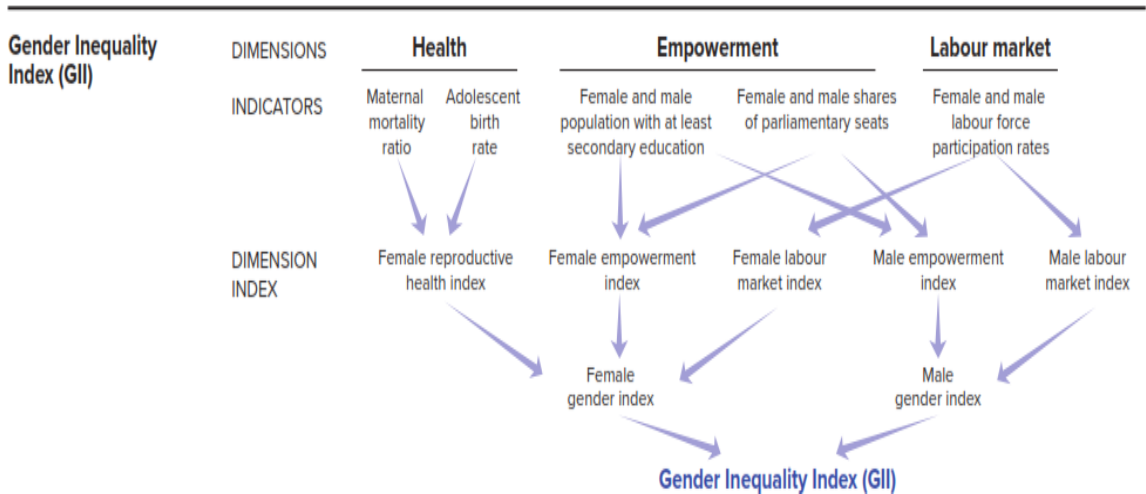 Gender Inequality
Index (GII)
DIMENSIONS
Health
Empowerment
Labour market
INDICATORS
Maternal
mortality
ratio
Adolescent
birth
rate
Female and male
population with at least
secondary education
Female and male shares
of parliamentary seats
Female and male
labour force
participation rates
DIMENSION
INDEX
Female reproductive
health index
Female empowerment
index
Female labour
market index
Male empowerment
index
Male labour
market index
Female
gender index
Male
gender index
Gender Inequality Index (GII)